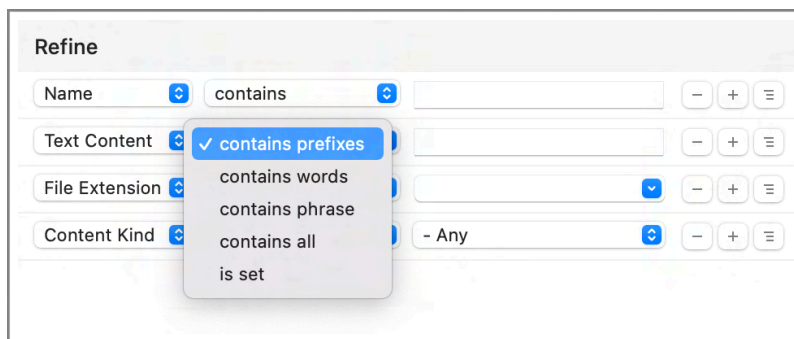 Refine
Name contains
Text Content ✓ contains prefixes
contains words
File Extension
contains phrase
Content Kind contains all - Any
is set